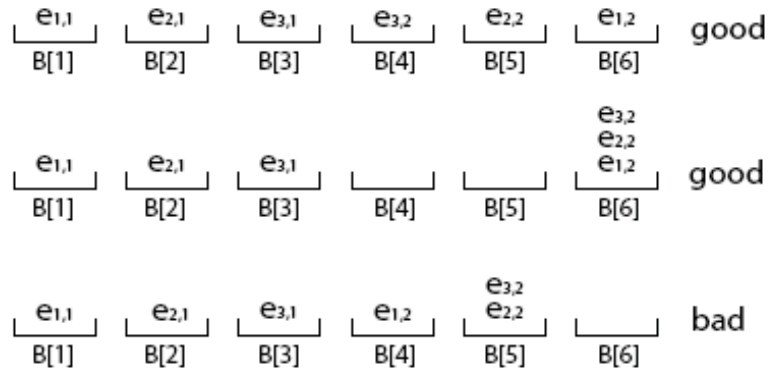 e1,1 e2,1 e3,1 e3,2 e2,2 e1,2 good
B[1] B[2] B[3] B[4] B[5] B[6]
e3,2
e2,2
e1,1 e2,1 e3,1 e1,2 good
B[1] B[2] B[3] B[4] B[5] B[6]
e3,2
e1,1 e2,1 e3,1 e1,2 e2,2 bad
B[1] B[2] B[3] B[4] B[5] B[6]